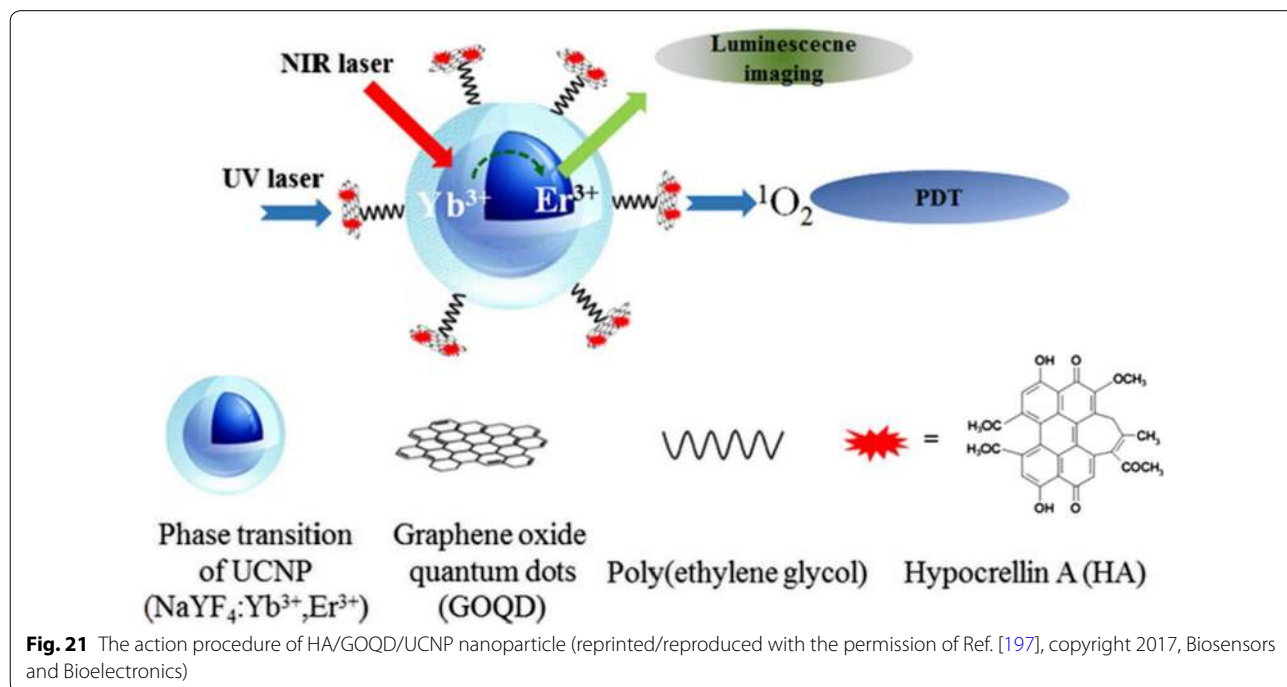 Luminescecne
imaging
NIR laser
UV laser
Yb³⁺
Er³⁺
¹O₂
PDT
OH
O
OCH₃
H₃CO
CH₃
H₃CO
COCH₃
OH
O
=
Phase transition
of UCNP
(NaYF₄:Yb³⁺,Er³⁺)
Graphene oxide
quantum dots
(GOQD)
Poly(ethylene glycol)
Hypocrellin A (HA)
Fig. 21 The action procedure of HA/GOQD/UCNP nanoparticle (reprinted/reproduced with the permission of Ref. [197], copyright 2017, Biosensors
and Bioelectronics)